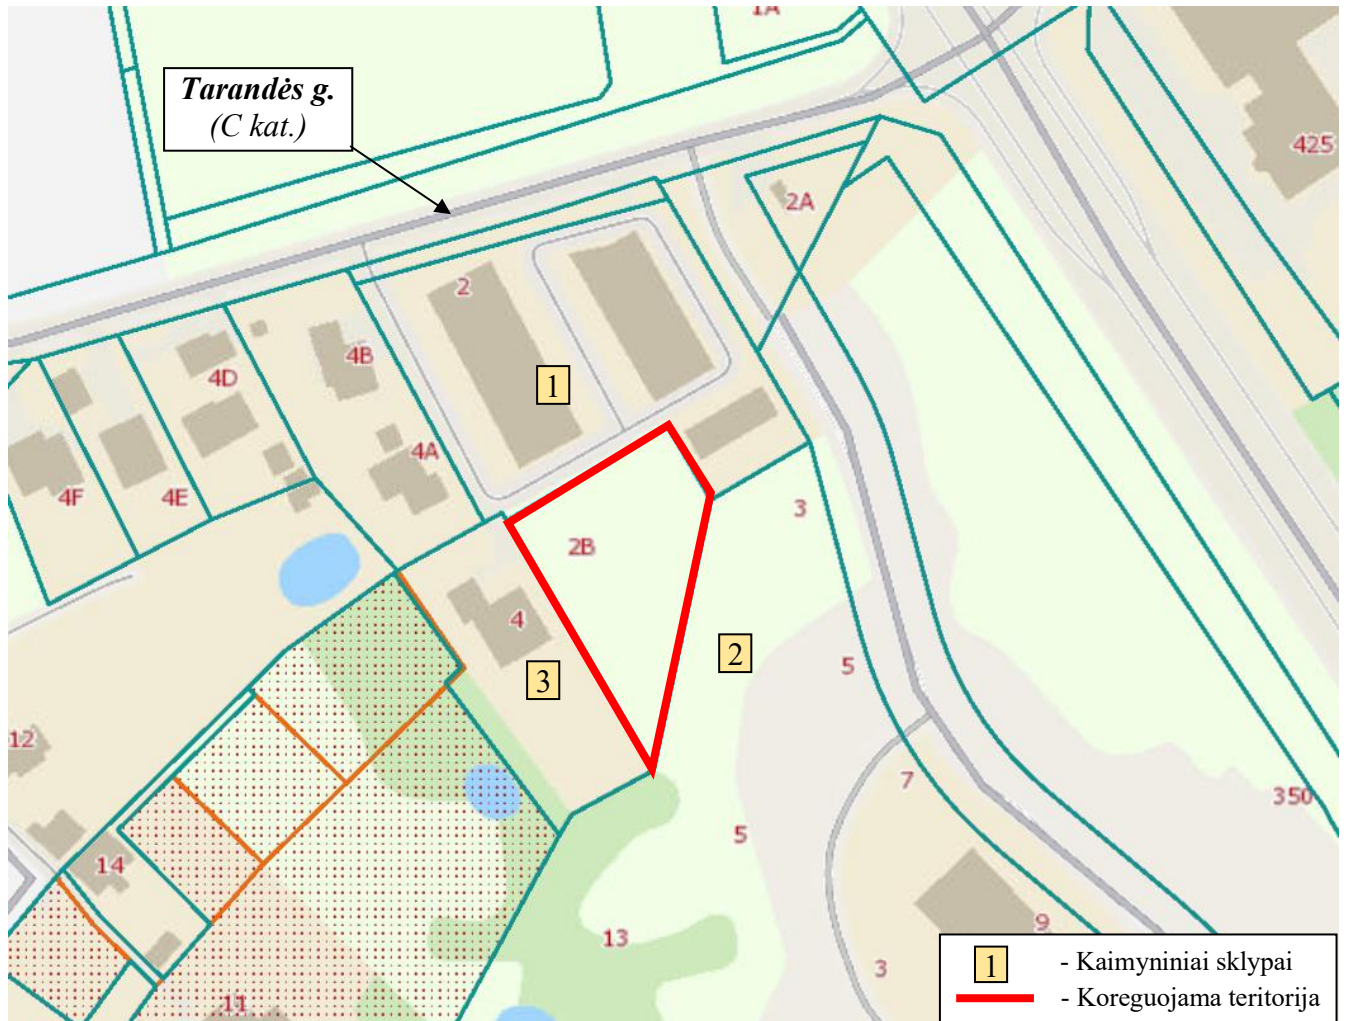 1A
Tarandės g.
(C kat.)
425
2A
2
4B
4D
1
4A
4F
4E
3
2B
4
2
5
3
12
7
350
5
14
13
9
1 - Kaimyniniai sklypai
3
- Koreguojama teritorija
11